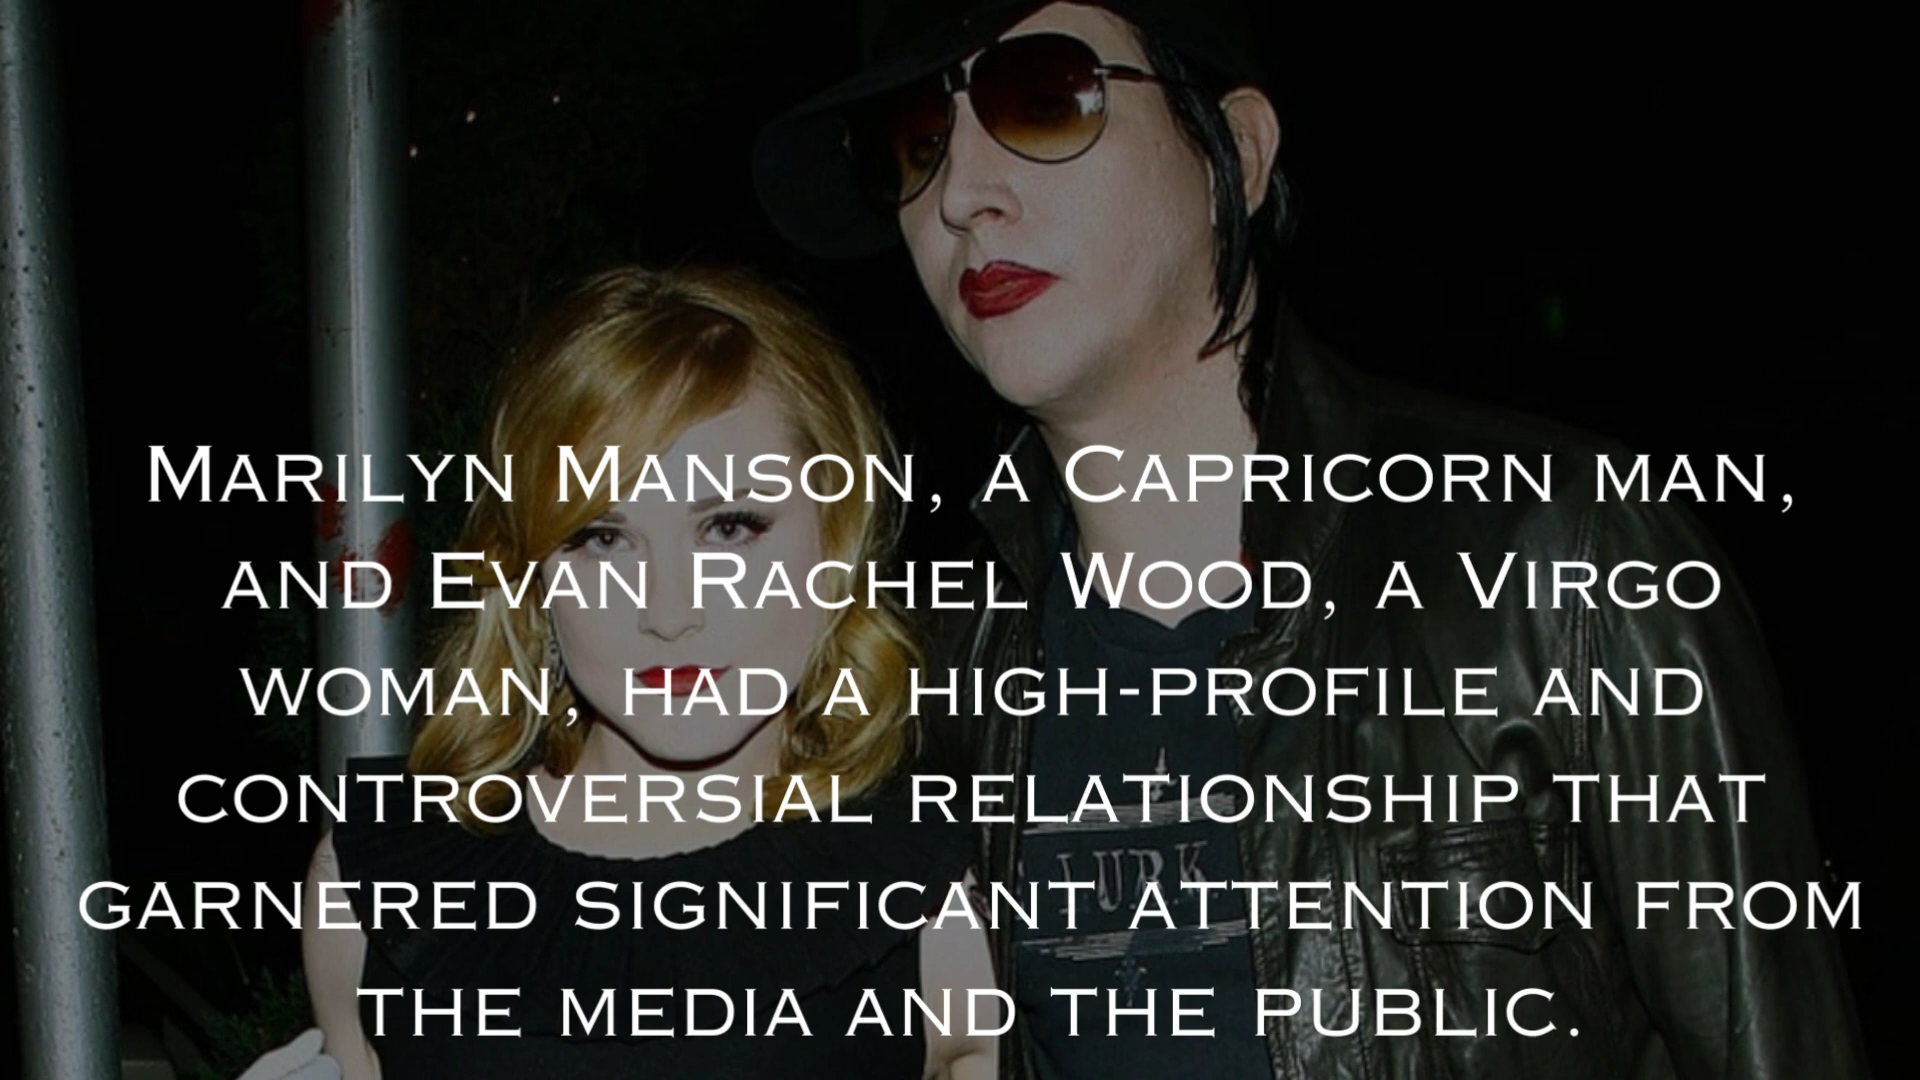 Marilyn Manson, a Capricorn man,
and Evan Rachel Wood, a Virgo
woman, had a high-profile and
controversial relationship that
garnered significant attention from
the media and the public.
LURK